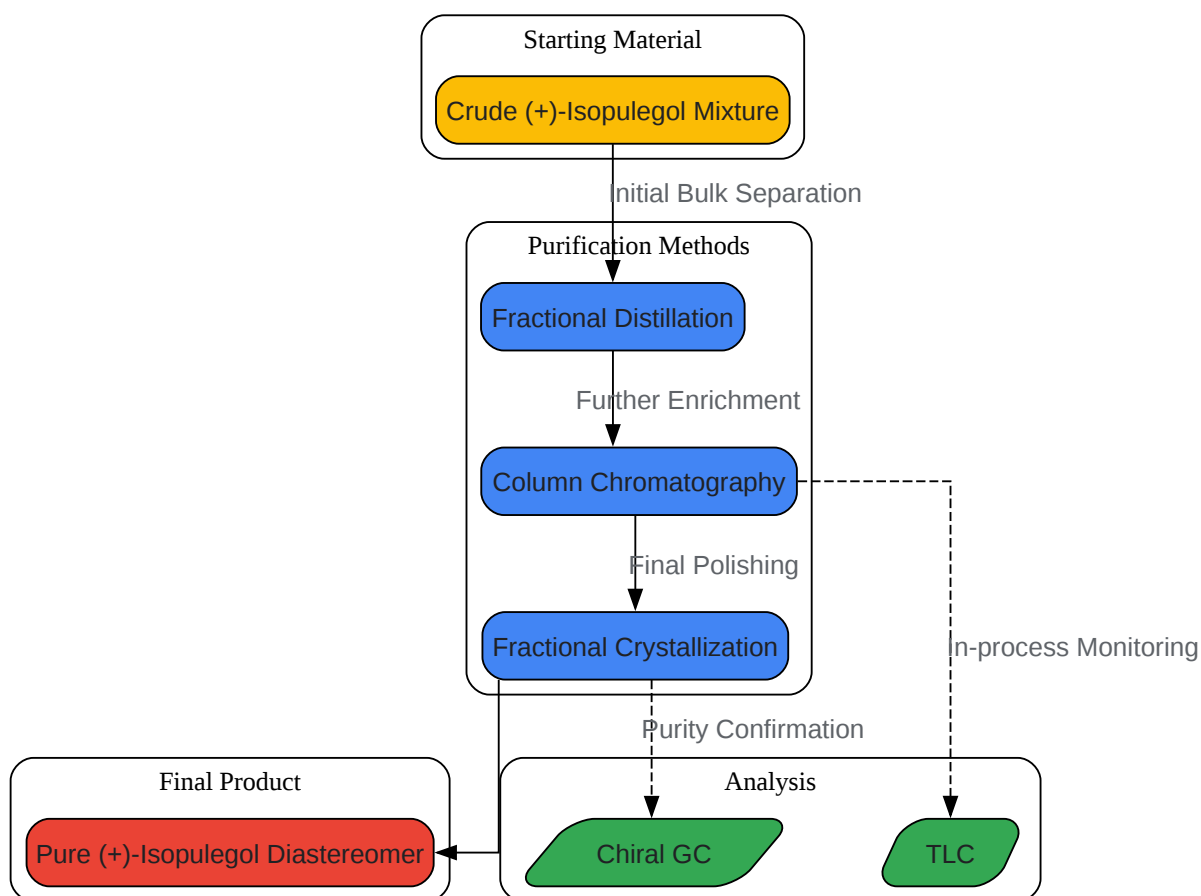 Starting Material
Crude (+)-Isopulegol Mixture
Initial Bulk Separation
Purification Methods
Fractional Distillation
Further Enrichment
Column Chromatography
Final Polishing
Fractional Crystallization
In-process Monitoring
Purity Confirmation
Final Product
Analysis
Pure (+)-Isopulegol Diastereomer
Chiral GC
TLC